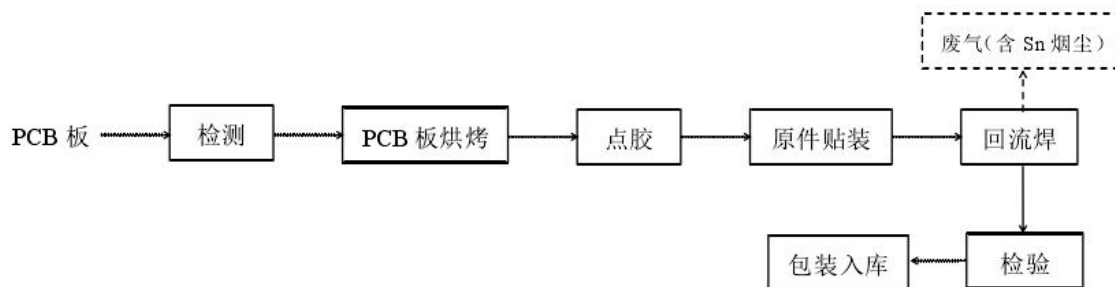 废气(含 Sn 烟尘)
PCB 板
检测
PCB 板烘烤
点胶
原件贴装
回流焊
包装入库
检验